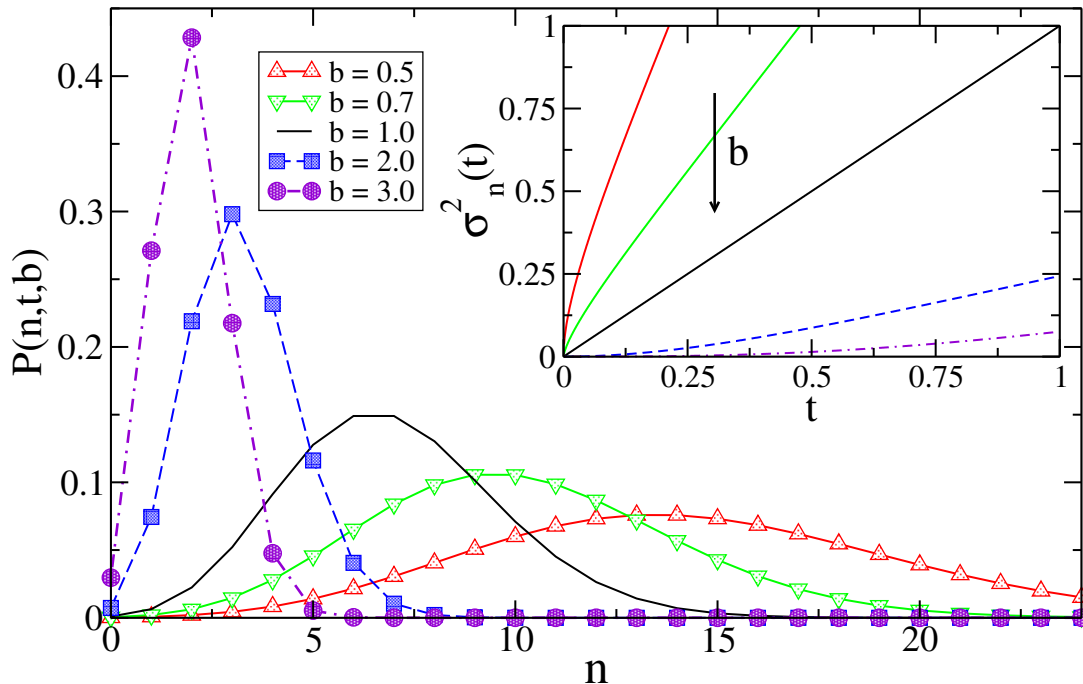 P(n,t,b)
0.4
0.3
0.2
0.1
0
b = 0.5
b = 0.7
b = 1.0
b = 2.0
b = 3.0
0 5 10 15 20
n
σ²ₙ(t)
1
0.75
0.5
0.25
0
b
0 0.25 0.5 0.75 1
t